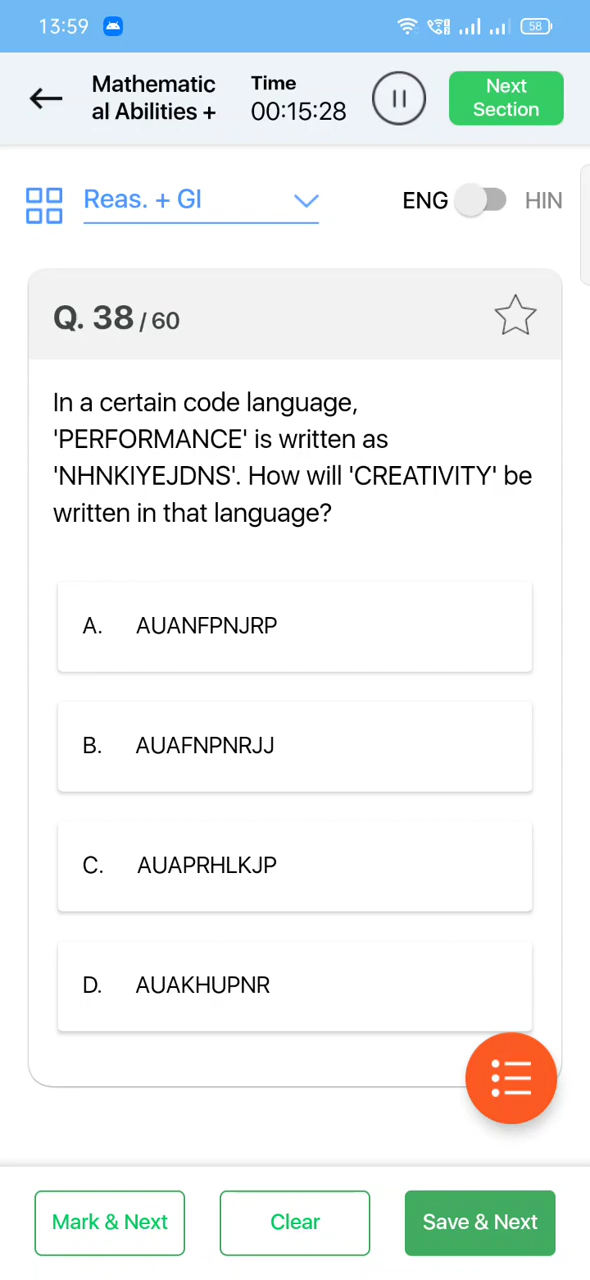 13:59
58
Mathematic
al Abilities +
Time
00:15:28
Next
Section
Reas. + GI
ENG
HIN
Q. 38 / 60
In a certain code language,
'PERFORMANCE' is written as
'NHNKIYEJDNS'. How will 'CREATIVITY' be
written in that language?
A. AUANFPNJRP
B. AUAFNPNRJJ
C. AUAPRHLKJP
D. AUAKHUPNR
Mark & Next
Clear
Save & Next